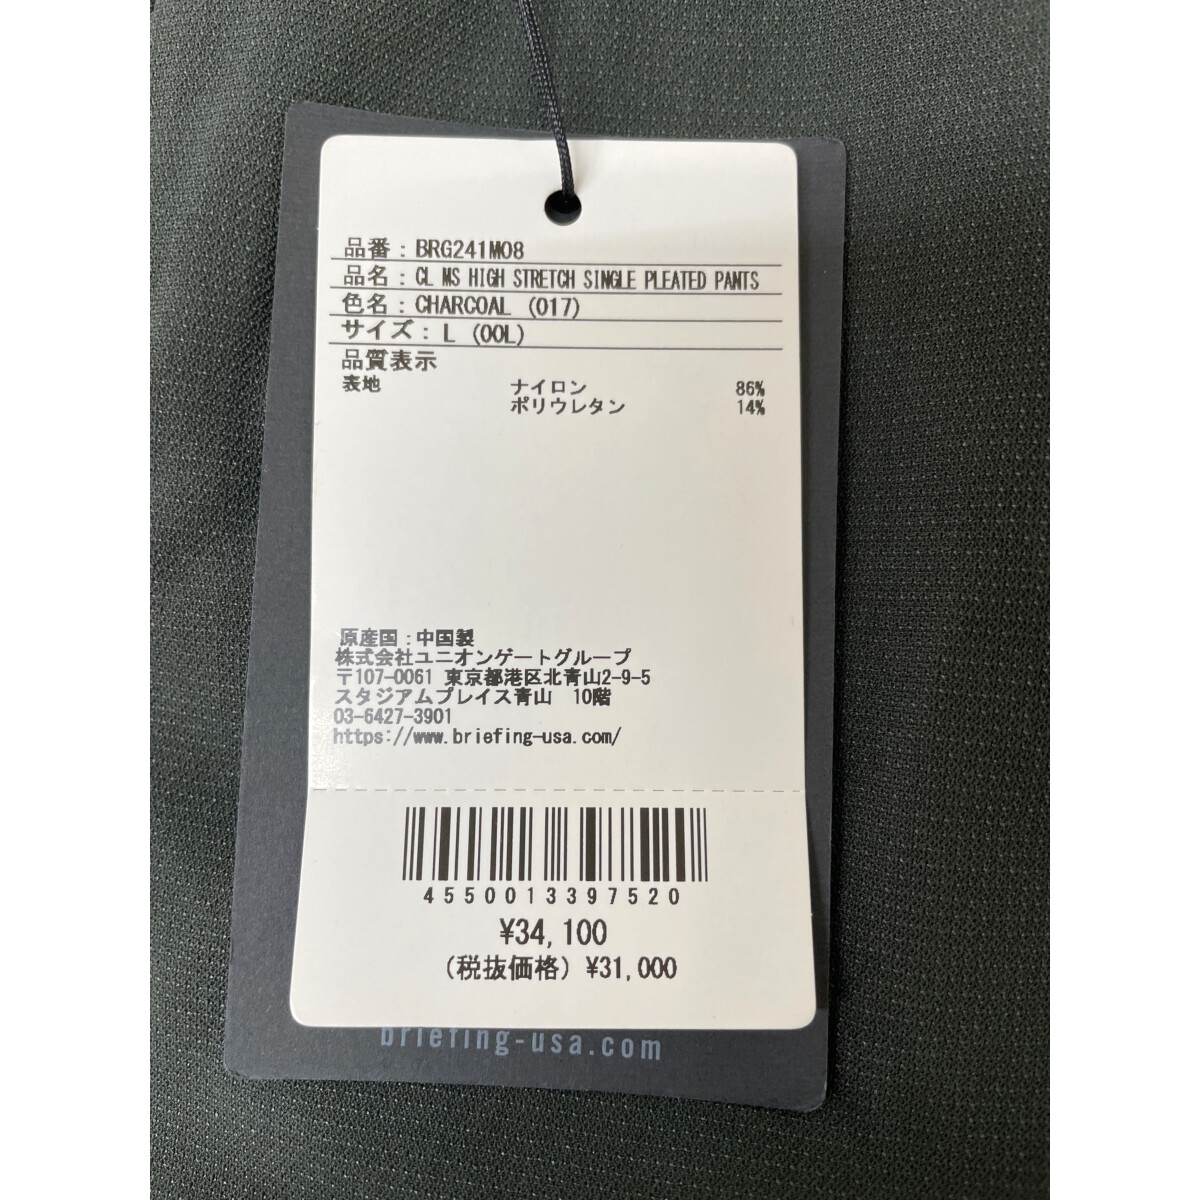 品番：BRG241M08
品名：CL MS HIGH STRETCH SINGLE PLEATED PANTS
色名：CHARCOAL (017)
サイズ：L (00L)
品質表示
表地 ナイロン 86%
ポリウレタン 14%
原産国：中国製
株式会社ユニオンゲートグループ
〒107-0061 東京都港区北青山2-9-5
スタジアムプレイス青山 10階
03-6427-3901
https://www.briefing-usa.com/
4550013397520
¥34,100
(税抜価格) ¥31,000
briefing-usa.com